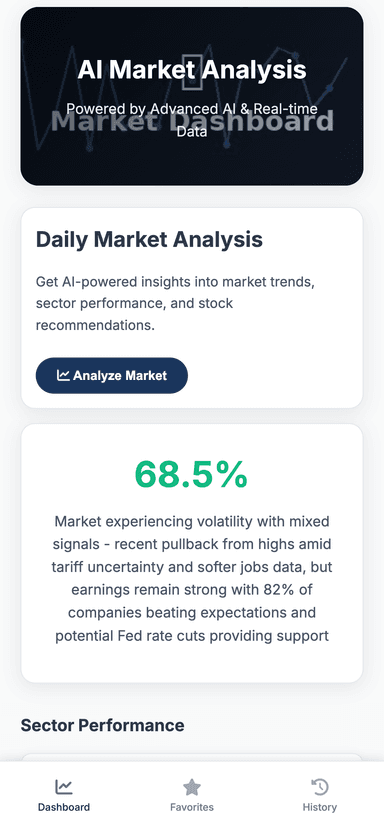 AI Market Analysis
Powered by Advanced AI & Real-time
Market Dashboard
Data
Daily Market Analysis
Get AI-powered insights into market trends,
sector performance, and stock
recommendations.
Analyze Market
68.5%
Market experiencing volatility with mixed
signals - recent pullback from highs amid
tariff uncertainty and softer jobs data, but
earnings remain strong with 82% of
companies beating expectations and
potential Fed rate cuts providing support
Sector Performance
Dashboard
Favorites
History